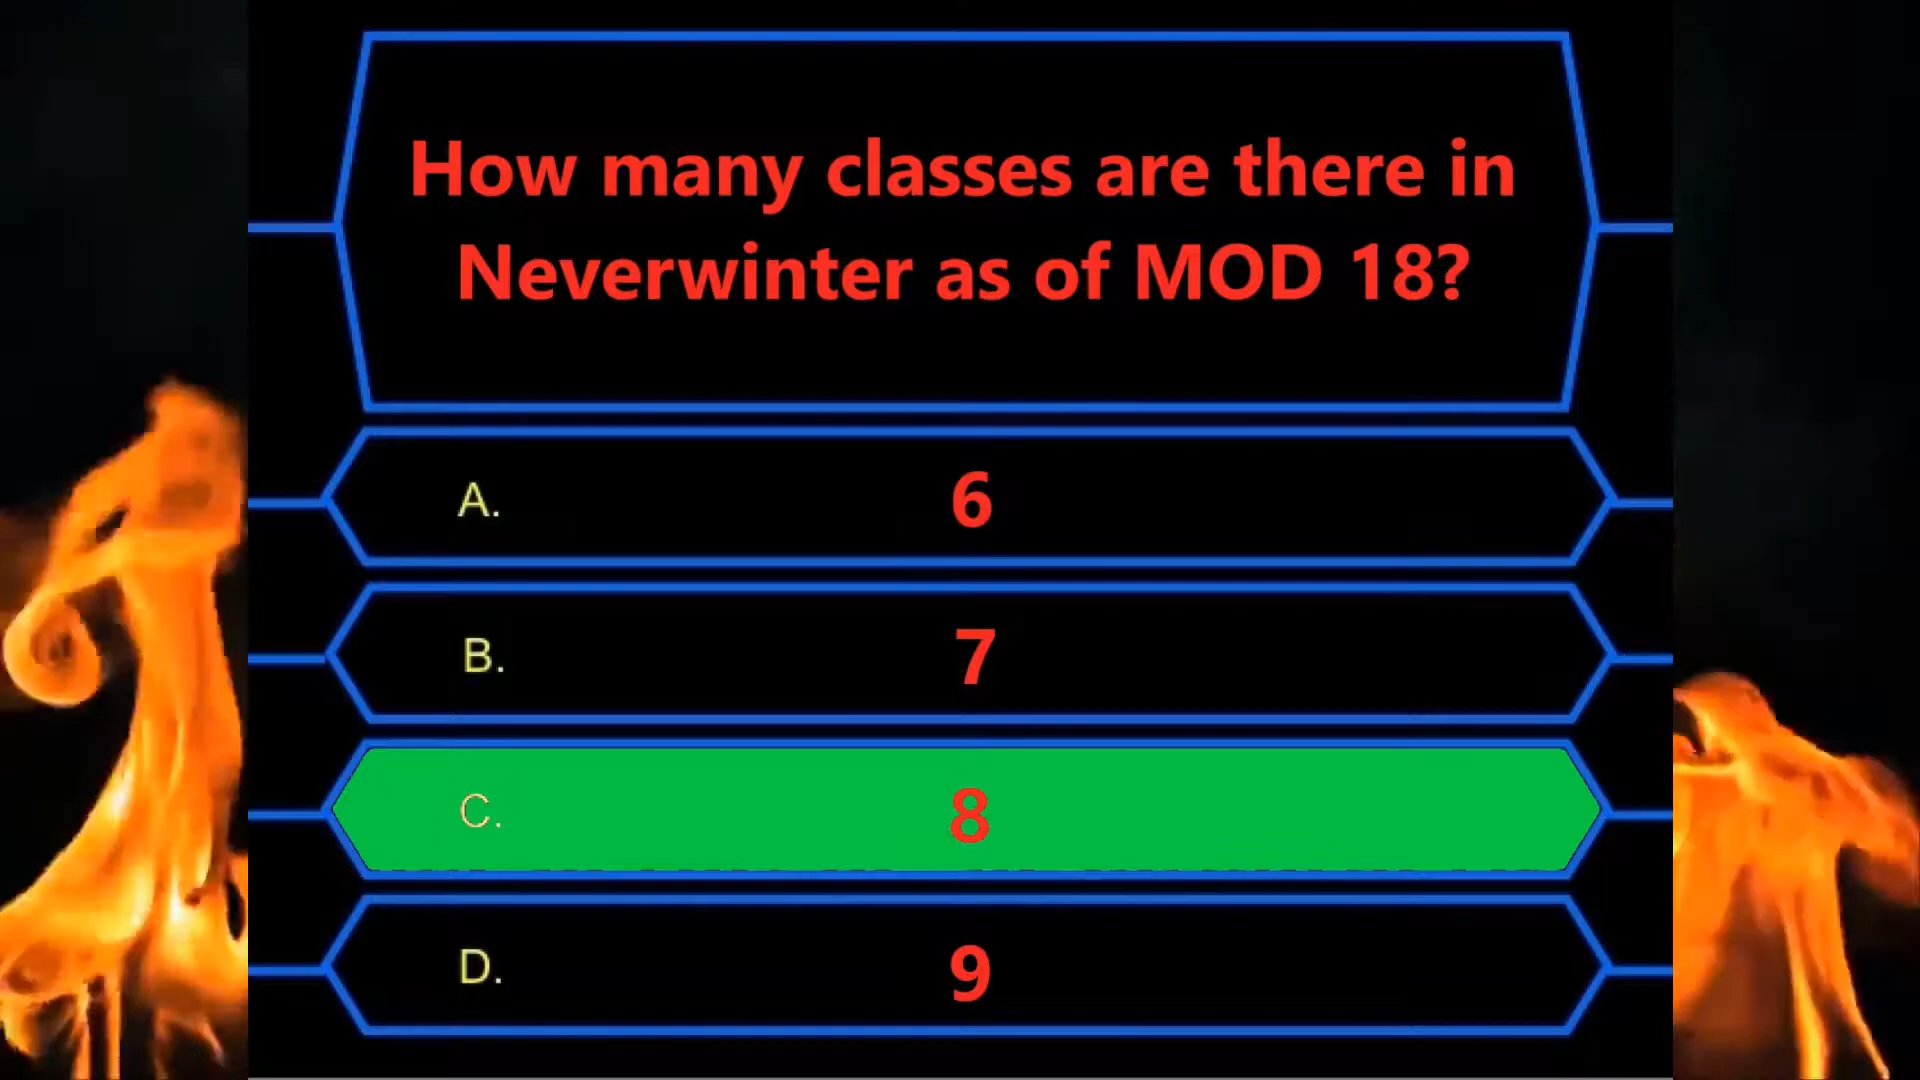 How many classes are there in
Neverwinter as of MOD 18?
A. 6
B. 7
C. 8
D. 9